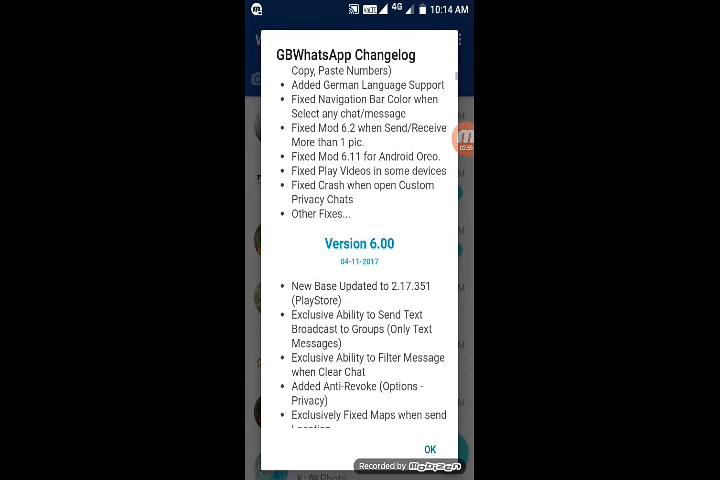 4G 10:14 AM
GBWhatsApp Changelog
Copy, Paste Numbers)
• Added German Language Support
• Fixed Navigation Bar Color when
Select any chat/message
• Fixed Mod 6.2 when Send/Receive
More than 1 pic.
• Fixed Mod 6.11 for Android Oreo.
• Fixed Play Videos in some devices
• Fixed Crash when open Custom
Privacy Chats
• Other Fixes...
Version 6.00
04-11-2017
• New Base Updated to 2.17.351
(PlayStore)
• Exclusive Ability to Send Text
Broadcast to Groups (Only Text
Messages)
• Exclusive Ability to Filter Message
when Clear Chat
• Added Anti-Revoke (Options -
Privacy)
• Exclusively Fixed Maps when send
Location
OK
Recorded by mobizen